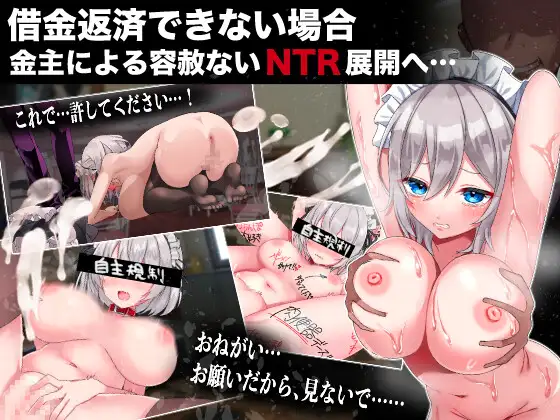 借金返済できない場合
金主による容赦ないNTR展開へ…
これで…許してください…！
自主規制
自主規制
おねがい…
お願いだから、見ないで……